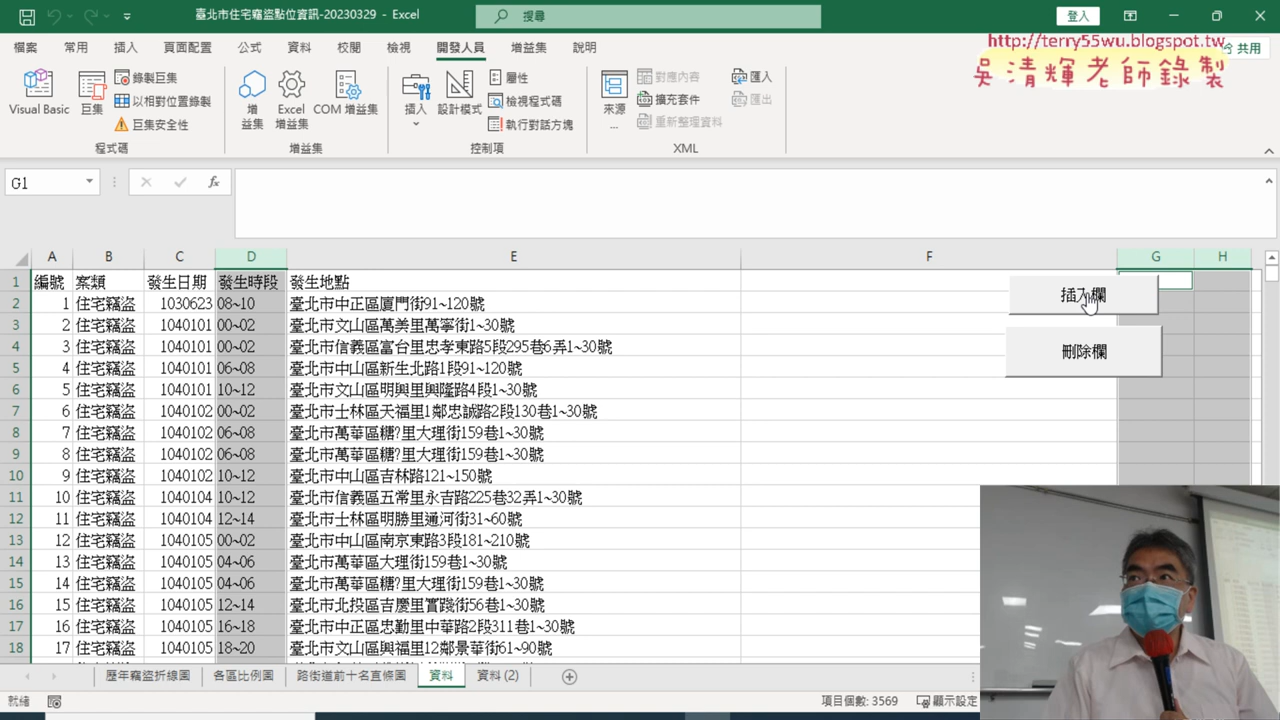 臺北市住宅竊盜點位資訊-20230329 - Excel
搜尋
登入
檔案 常用 插入 頁面配置 公式 資料 校閱 檢視 開發人員 增益集 說明
共用
http://terry55wu.blogspot.tw
吳清輝老師錄製
Visual Basic
巨集
錄製巨集
以相對位置錄製
巨集安全性
程式碼
增益集
Excel 增益集
COM 增益集
增益集
插入
設計模式
屬性
檢視程式碼
執行對話方塊
控制項
來源
...
對應內容
擴充套件
重新整理資料
匯入
匯出
XML
G1
fx
A B C D E F G H
1 編號 案類 發生日期 發生時段 發生地點
2 1 住宅竊盜 1030623 08~10 臺北市中正區廈門街91~120號
3 2 住宅竊盜 1040101 00~02 臺北市文山區萬美里萬寧街1~30號
4 3 住宅竊盜 1040101 00~02 臺北市信義區富台里忠孝東路5段295巷6弄1~30號
5 4 住宅竊盜 1040101 06~08 臺北市中山區新生北路1段91~120號
6 5 住宅竊盜 1040101 10~12 臺北市文山區明興里興隆路4段1~30號
7 6 住宅竊盜 1040102 00~02 臺北市士林區天福里1鄰忠誠路2段130巷1~30號
8 7 住宅竊盜 1040102 06~08 臺北市萬華區糖?里大理街159巷1~30號
9 8 住宅竊盜 1040102 06~08 臺北市萬華區糖?里大理街159巷1~30號
10 9 住宅竊盜 1040102 10~12 臺北市中山區吉林路121~150號
11 10 住宅竊盜 1040104 10~12 臺北市信義區五常里永吉路225巷32弄1~30號
12 11 住宅竊盜 1040104 12~14 臺北市士林區明勝里通河街31~60號
13 12 住宅竊盜 1040105 00~02 臺北市中山區南京東路3段181~210號
14 13 住宅竊盜 1040105 04~06 臺北市萬華區大理街159巷1~30號
15 14 住宅竊盜 1040105 04~06 臺北市萬華區糖?里大理街159巷1~30號
16 15 住宅竊盜 1040105 12~14 臺北市北投區吉慶里實踐街56巷1~30號
17 16 住宅竊盜 1040105 16~18 臺北市中正區忠勤里中華路2段311巷1~30號
18 17 住宅竊盜 1040105 18~20 臺北市文山區興福里12鄰景華街61~90號
插入欄
刪除欄
歷年竊盜折線圖 各區比例圖 路街道前十名直條圖 資料 資料 (2)
就緒
項目個數: 3569
顯示設定